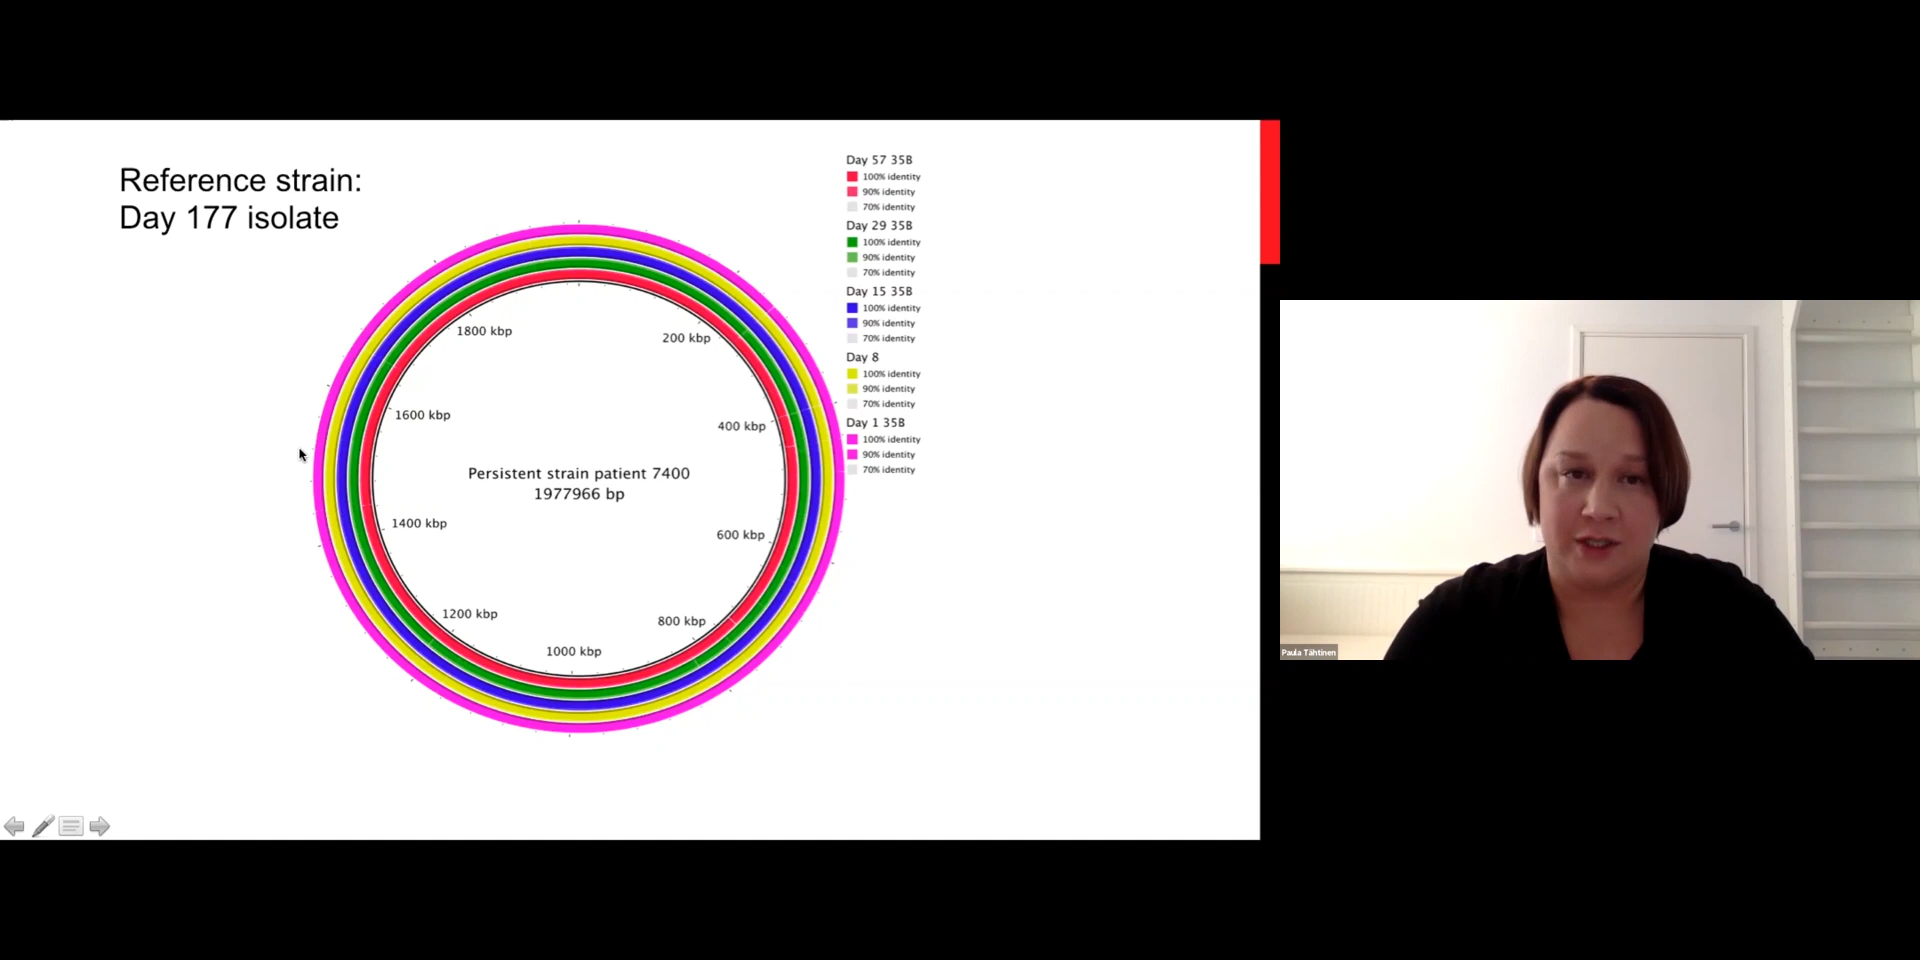 Reference strain:
Day 177 isolate
1800 kbp
200 kbp
1600 kbp
400 kbp
Persistent strain patient 7400
1977966 bp
1400 kbp
600 kbp
1200 kbp
800 kbp
1000 kbp
Day 57 35B
100% identity
90% identity
70% identity
Day 29 35B
100% identity
90% identity
70% identity
Day 15 35B
100% identity
90% identity
70% identity
Day 8
100% identity
90% identity
70% identity
Day 1 35B
100% identity
90% identity
70% identity
Paula Tähtinen